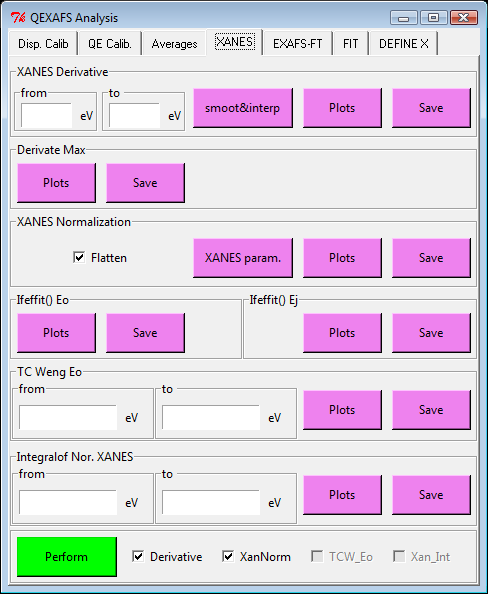 QEXAFS Analysis
Disp. Calib QE Calib. Averages XANES EXAFS-FT FIT DEFINE X
XANES Derivative
from to
eV eV smoot&interp Plots Save
Derivate Max
Plots Save
XANES Normalization
Flatten XANES param. Plots Save
Ifeffit() Eo Ifeffit() Ej
Plots Save Plots Save
TC Weng Eo
from to
eV eV Plots Save
Integralof Nor. XANES
from to
eV eV Plots Save
Perform Derivative XanNorm TCW_Eo Xan_Int